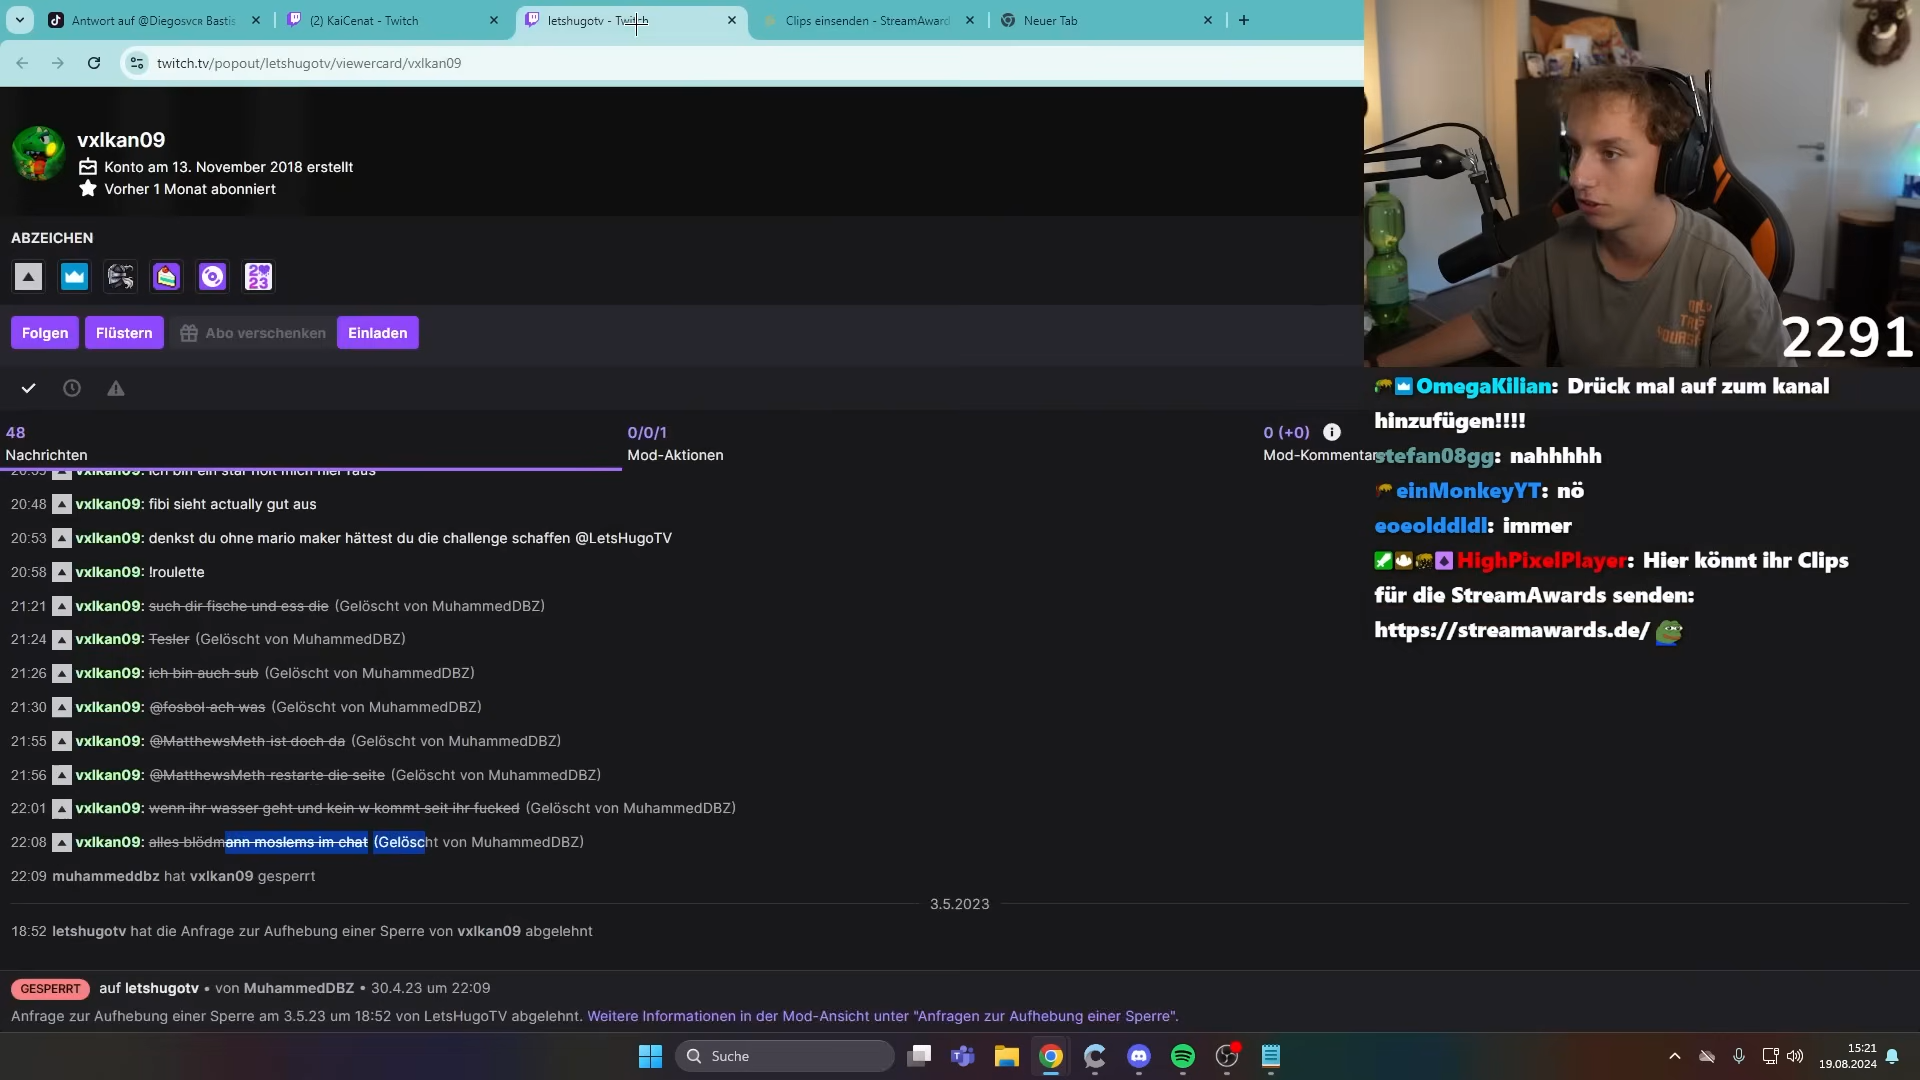 Antwort auf @Diegosvcr Bastis
(2) KaiCenat - Twitch
letshugotv - Twitch
Clips einsenden - StreamAward
Neuer Tab
twitch.tv/popout/letshugotv/viewercard/vxlkan09
vxlkan09
Konto am 13. November 2018 erstellt
Vorher 1 Monat abonniert
ABZEICHEN
Folgen
Flüstern
Abo verschenken
Einladen
48
Nachrichten
0/0/1
Mod-Aktionen
0 (+0)
Mod-Kommentar
vxlkan09: ich bin ein star holt mich hier raus
20:48 vxlkan09: fibi sieht actually gut aus
20:53 vxlkan09: denkst du ohne mario maker hättest du die challenge schaffen @LetsHugoTV
20:58 vxlkan09: !roulette
21:21 vxlkan09: such dir fische und ess die (Gelöscht von MuhammedDBZ)
21:24 vxlkan09: Tesler (Gelöscht von MuhammedDBZ)
21:26 vxlkan09: ich bin auch sub (Gelöscht von MuhammedDBZ)
21:30 vxlkan09: @fosbol ach was (Gelöscht von MuhammedDBZ)
21:55 vxlkan09: @MatthewsMeth ist doch da (Gelöscht von MuhammedDBZ)
21:56 vxlkan09: @MatthewsMeth restarte die seite (Gelöscht von MuhammedDBZ)
22:01 vxlkan09: wenn ihr wasser geht und kein w kommt seit ihr fucked (Gelöscht von MuhammedDBZ)
22:08 vxlkan09: alles blödmann moslems im chat (Gelöscht von MuhammedDBZ)
22:09 muhammeddbz hat vxlkan09 gesperrt
3.5.2023
18:52 letshugotv hat die Anfrage zur Aufhebung einer Sperre von vxlkan09 abgelehnt
GESPERRT auf letshugotv • von MuhammedDBZ • 30.4.23 um 22:09
Anfrage zur Aufhebung einer Sperre am 3.5.23 um 18:52 von LetsHugoTV abgelehnt. Weitere Informationen in der Mod-Ansicht unter "Anfragen zur Aufhebung einer Sperre".
2291
OmegaKilian: Drück mal auf zum kanal
hinzufügen!!!!
stefan08gg: nahhhhh
einMonkeyYT: nö
eoeolddldl: immer
HighPixelPlayer: Hier könnt ihr Clips
für die StreamAwards senden:
https://streamawards.de/
Suche
15:21
19.08.2024